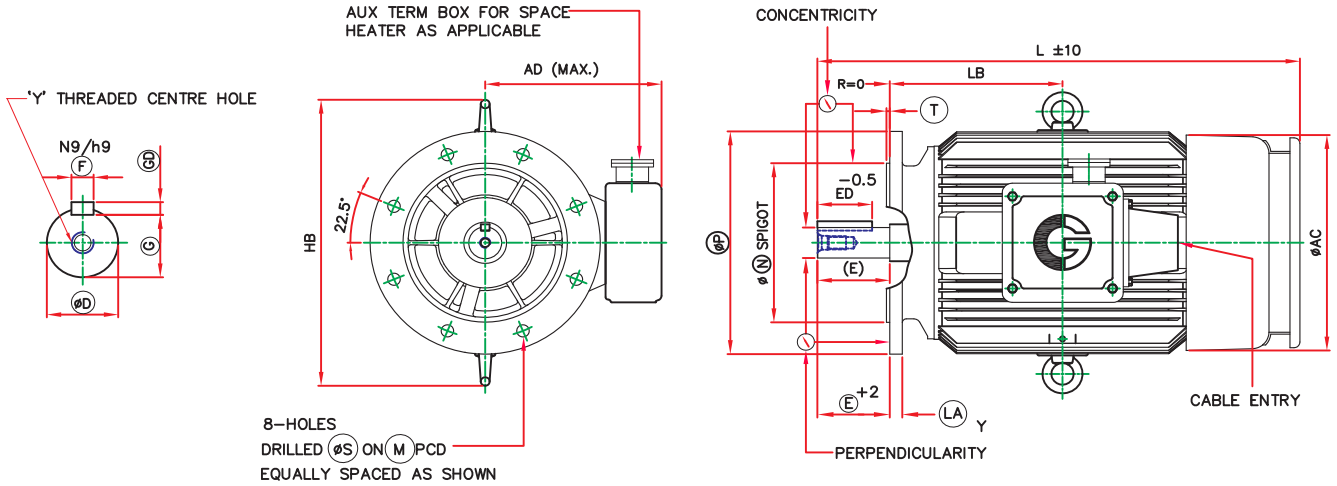 AUX TERM BOX FOR SPACE
HEATER AS APPLICABLE
CONCENTRICITY
L ±10
AD (MAX.)
LB
R=0
T
'Y' THREADED CENTRE HOLE
N9/h9
F
GD
G
øD
22.5°
HB
-0.5
ED
øP
ø N SPIGOT
(E)
G
øAC
E +2
LA
Y
CABLE ENTRY
PERPENDICULARITY
8-HOLES
DRILLED øS ON M PCD
EQUALLY SPACED AS SHOWN